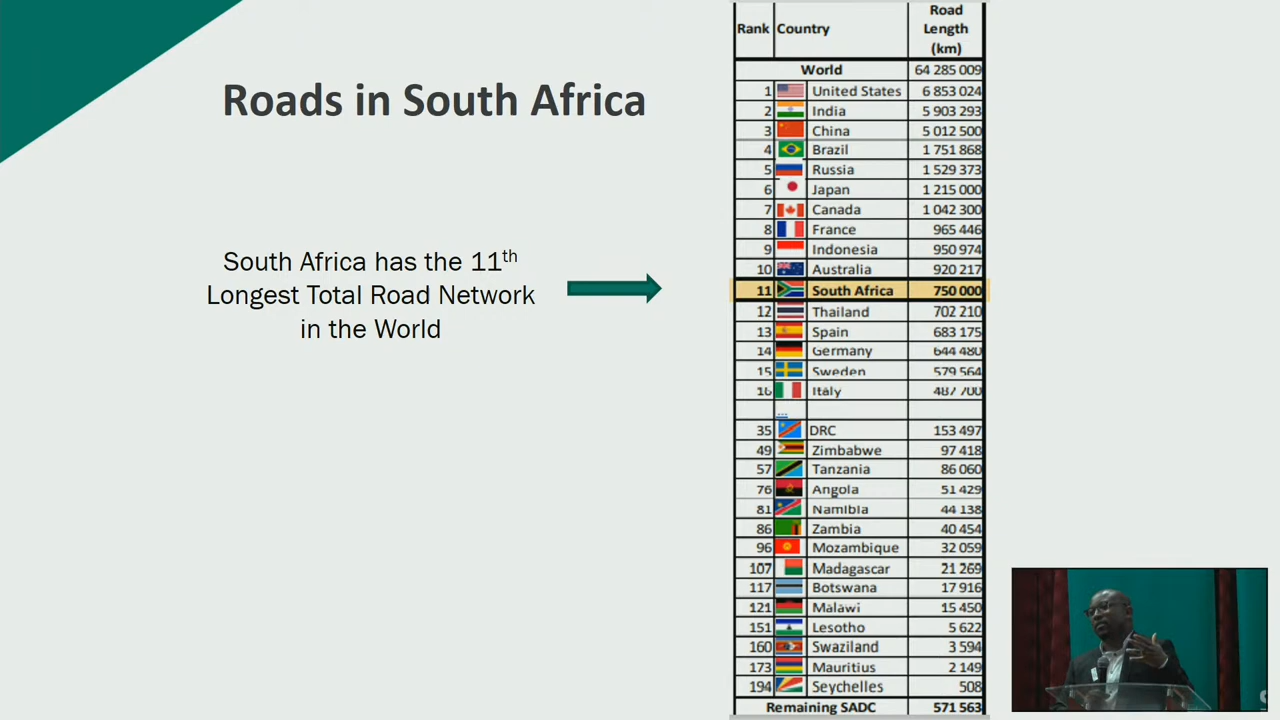 Roads in South Africa
South Africa has the 11th
Longest Total Road Network
in the World
Rank Country Road Length (km)
World 64 285 009
1 United States 6 853 024
2 India 5 903 293
3 China 5 012 500
4 Brazil 1 751 868
5 Russia 1 529 373
6 Japan 1 215 000
7 Canada 1 042 300
8 France 965 446
9 Indonesia 950 974
10 Australia 920 217
11 South Africa 750 000
12 Thailand 702 210
13 Spain 683 175
14 Germany 644 480
15 Sweden 579 564
16 Italy 487 700
...
35 DRC 153 497
49 Zimbabwe 97 418
57 Tanzania 86 060
76 Angola 51 429
81 Namibia 44 138
86 Zambia 40 454
96 Mozambique 32 059
107 Madagascar 21 269
117 Botswana 17 916
121 Malawi 15 450
151 Lesotho 5 622
160 Swaziland 3 594
173 Mauritius 2 149
194 Seychelles 508
Remaining SADC 571 563